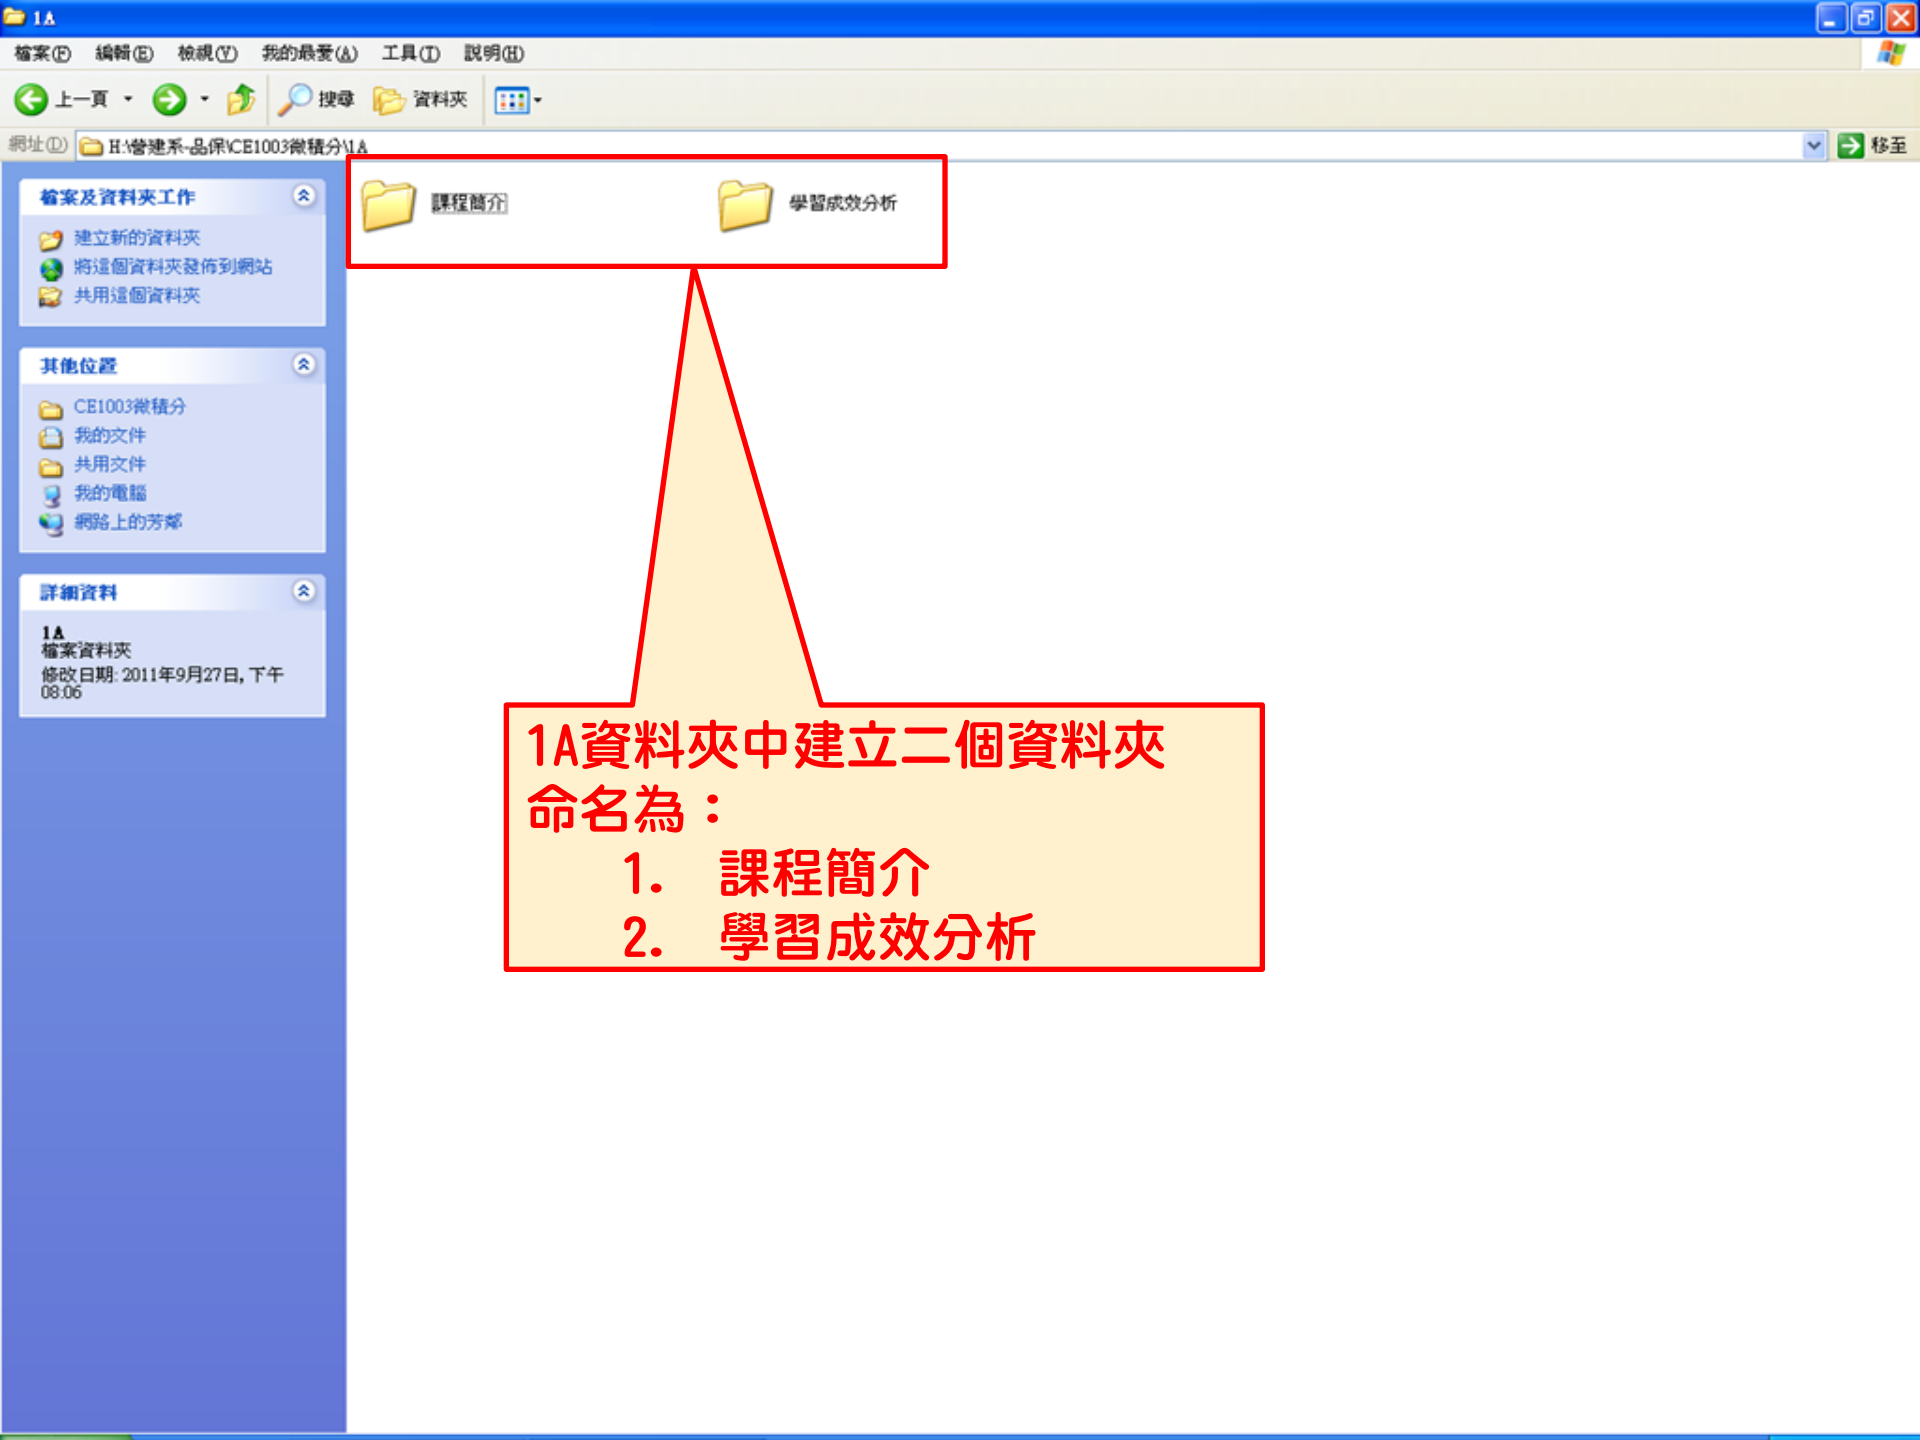 1A
檔案(F) 編輯(E) 檢視(V) 我的最愛(A) 工具(T) 說明(H)
上一頁 搜尋 資料夾
網址(D) H:\營建系-品保\CE1003微積分\1A 移至
檔案及資料夾工作
建立新的資料夾
將這個資料夾發佈到網站
共用這個資料夾
其他位置
CE1003微積分
我的文件
共用文件
我的電腦
網路上的芳鄰
詳細資料
1A
檔案資料夾
修改日期: 2011年9月27日, 下午
08:06
課程簡介 學習成效分析
1A資料夾中建立二個資料夾
命名為：
1. 課程簡介
2. 學習成效分析